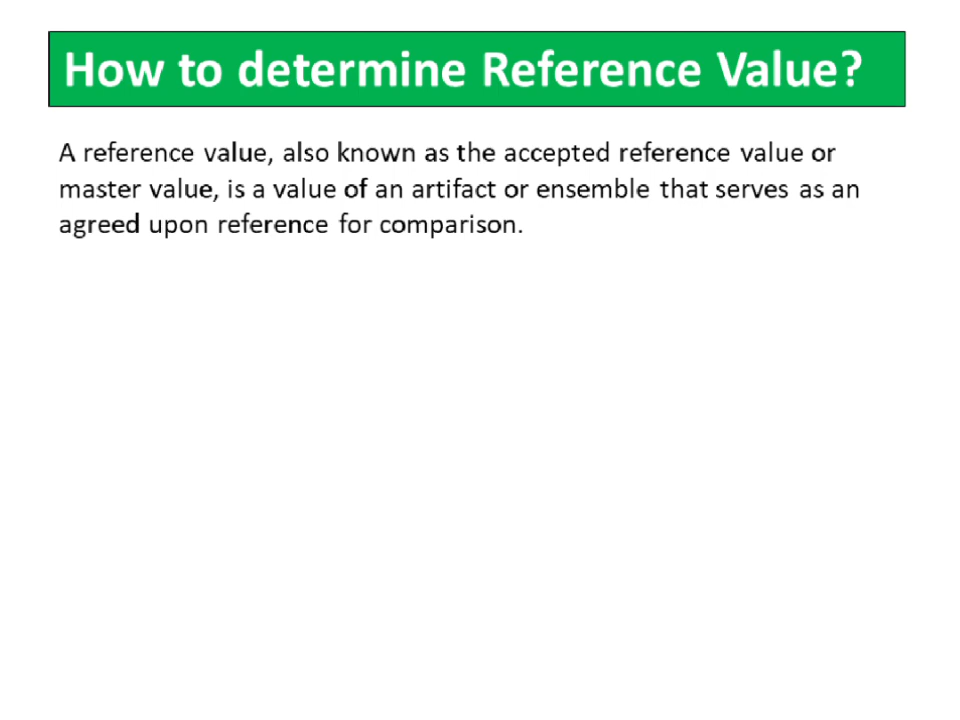 How to determine Reference Value?
A reference value, also known as the accepted reference value or
master value, is a value of an artifact or ensemble that serves as an
agreed upon reference for comparison.